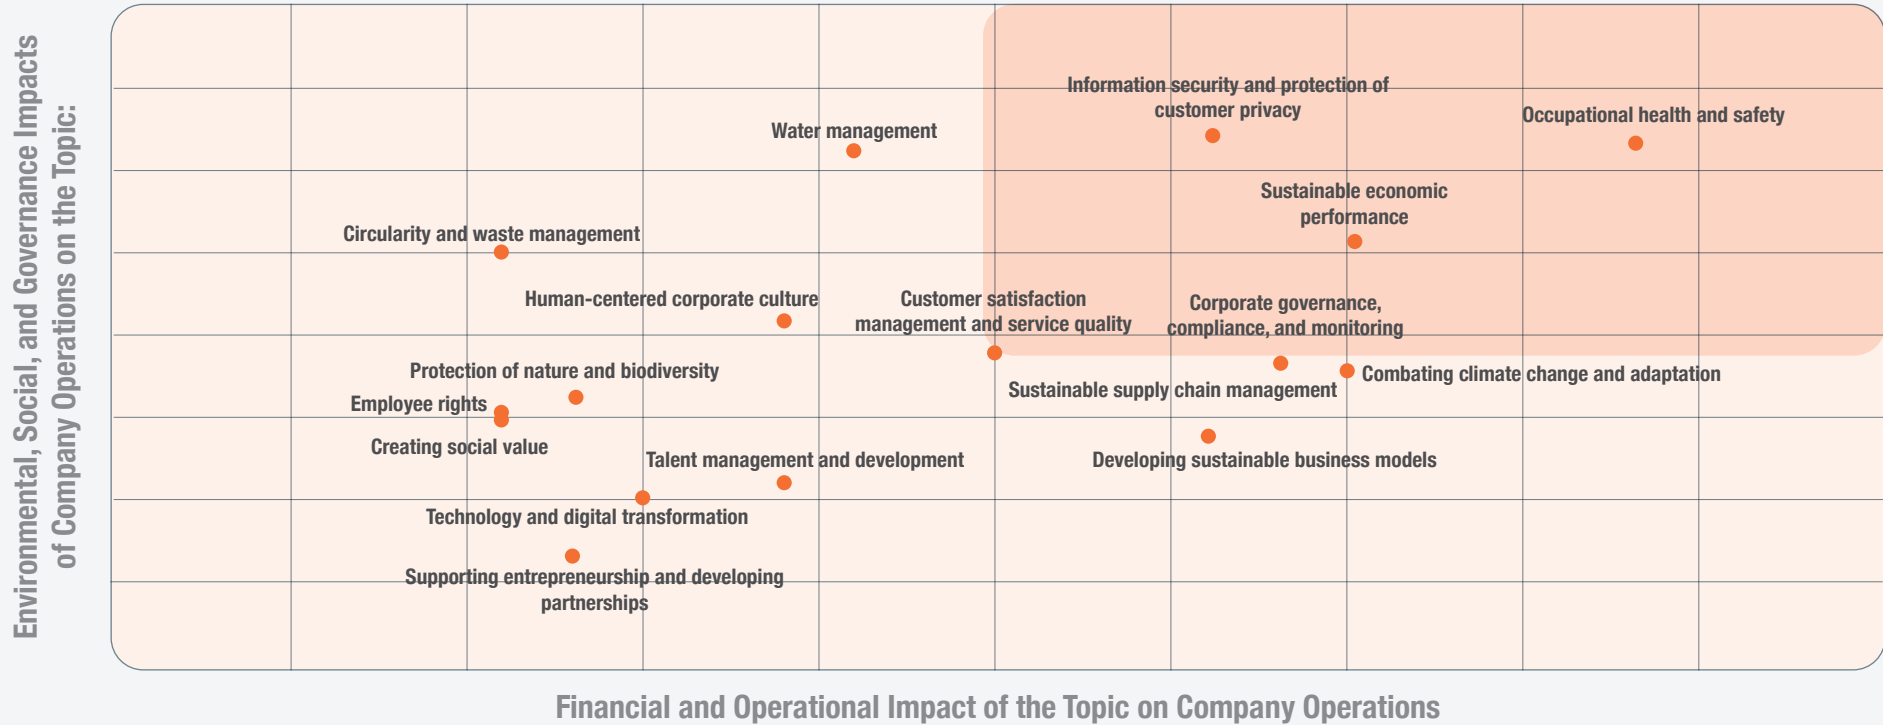 Environmental, Social, and Governance Impacts
of Company Operations on the Topic:
Information security and protection of
customer privacy
Occupational health and safety
Water management
Sustainable economic
performance
Circularity and waste management
Human-centered corporate culture
Customer satisfaction
management and service quality
Corporate governance,
compliance, and monitoring
Protection of nature and biodiversity
Combating climate change and adaptation
Sustainable supply chain management
Employee rights
Creating social value
Talent management and development
Developing sustainable business models
Technology and digital transformation
Supporting entrepreneurship and developing
partnerships
Financial and Operational Impact of the Topic on Company Operations